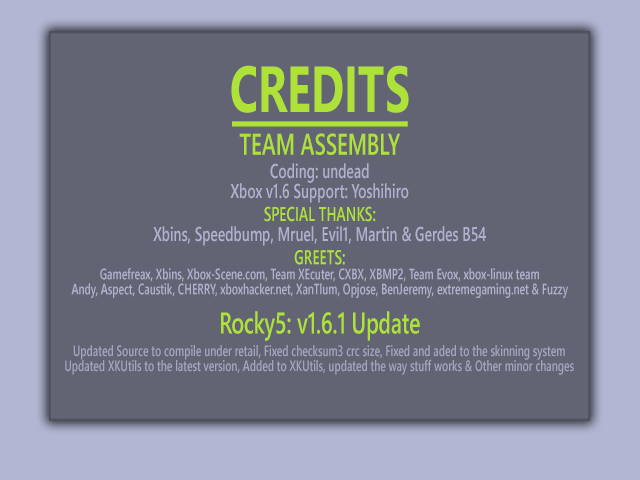 CREDITS
TEAM ASSEMBLY
Coding: undead
Xbox v1.6 Support: Yoshihiro
SPECIAL THANKS:
Xbins, Speedbump, Mruel, Evil1, Martin & Gerdes B54
GREETS:
Gamefreax, Xbins, Xbox-Scene.com, Team XEcuter, CXBX, XBMP2, Team Evox, xbox-linux team
Andy, Aspect, Caustik, CHERRY, xboxhacker.net, XanTium, Opjose, BenJeremy, extremegaming.net & Fuzzy
Rocky5: v1.6.1 Update
Updated Source to compile under retail, Fixed checksum3 crc size, Fixed and aded to the skinning system
Updated XKUtils to the latest version, Added to XKUtils, updated the way stuff works & Other minor changes